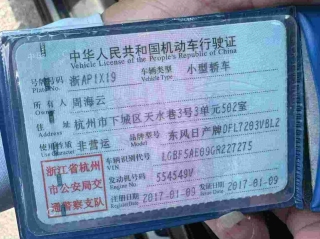 中华人民共和国机动车行驶证
Vehicle License of the People's Republic of China
号牌号码 浙AP1X19 车辆类型 小型轿车
Plate No. Vehicle Type
所有人 周海云
住址 杭州市下城区天水巷3号3单元502室
使用性质 非营运 品牌型号 东风日产牌DFL7203VBL2
车辆识别代号 LGBF5AE09GR227275
浙江省杭州
市公安局交
通警察支队
发动机号码 554549V
Engine No.
注册日期 2017-01-09 发证日期 2017-01-09